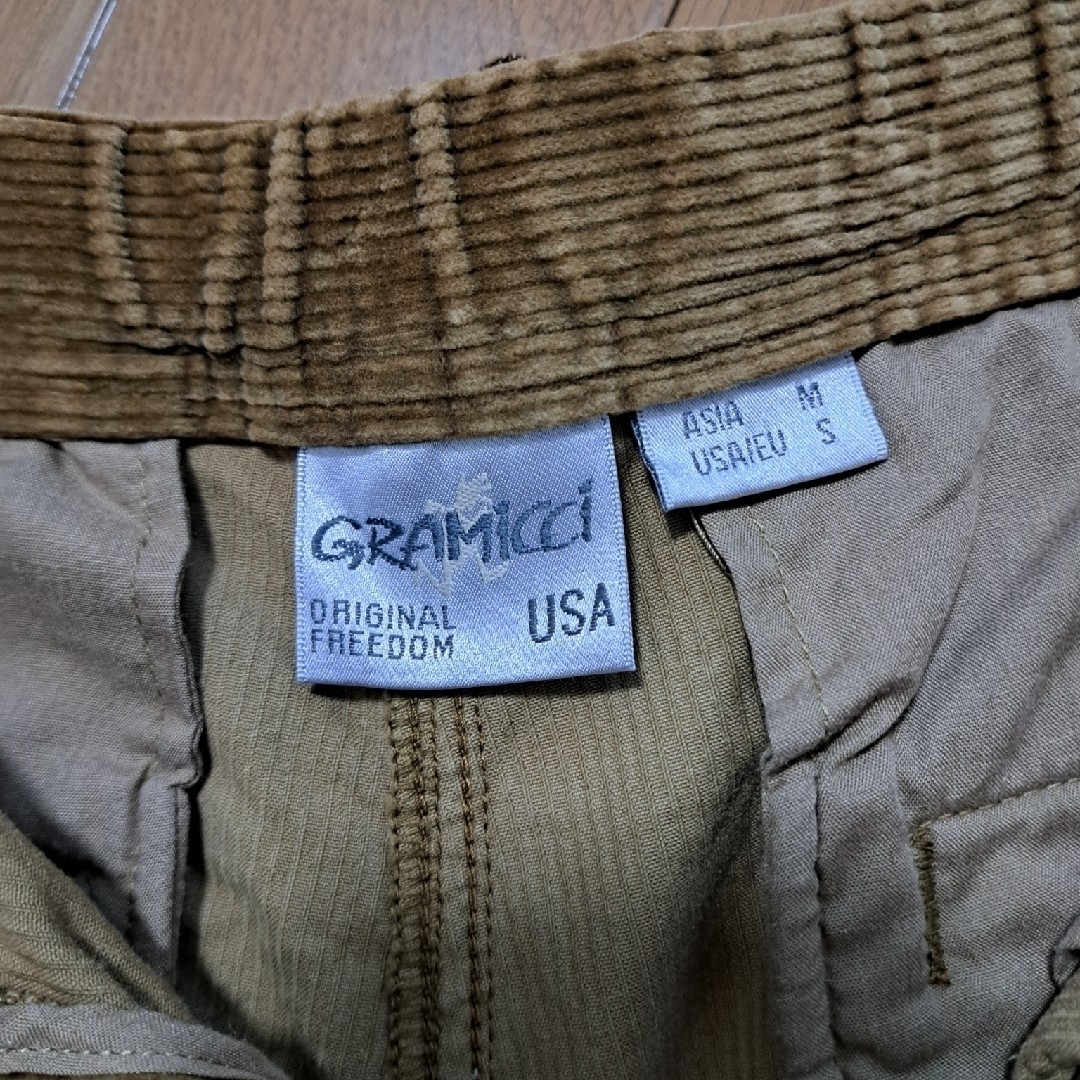 GRAMiCCi
ORIGINAL
FREEDOM
USA
ASIA M
USA/EU S